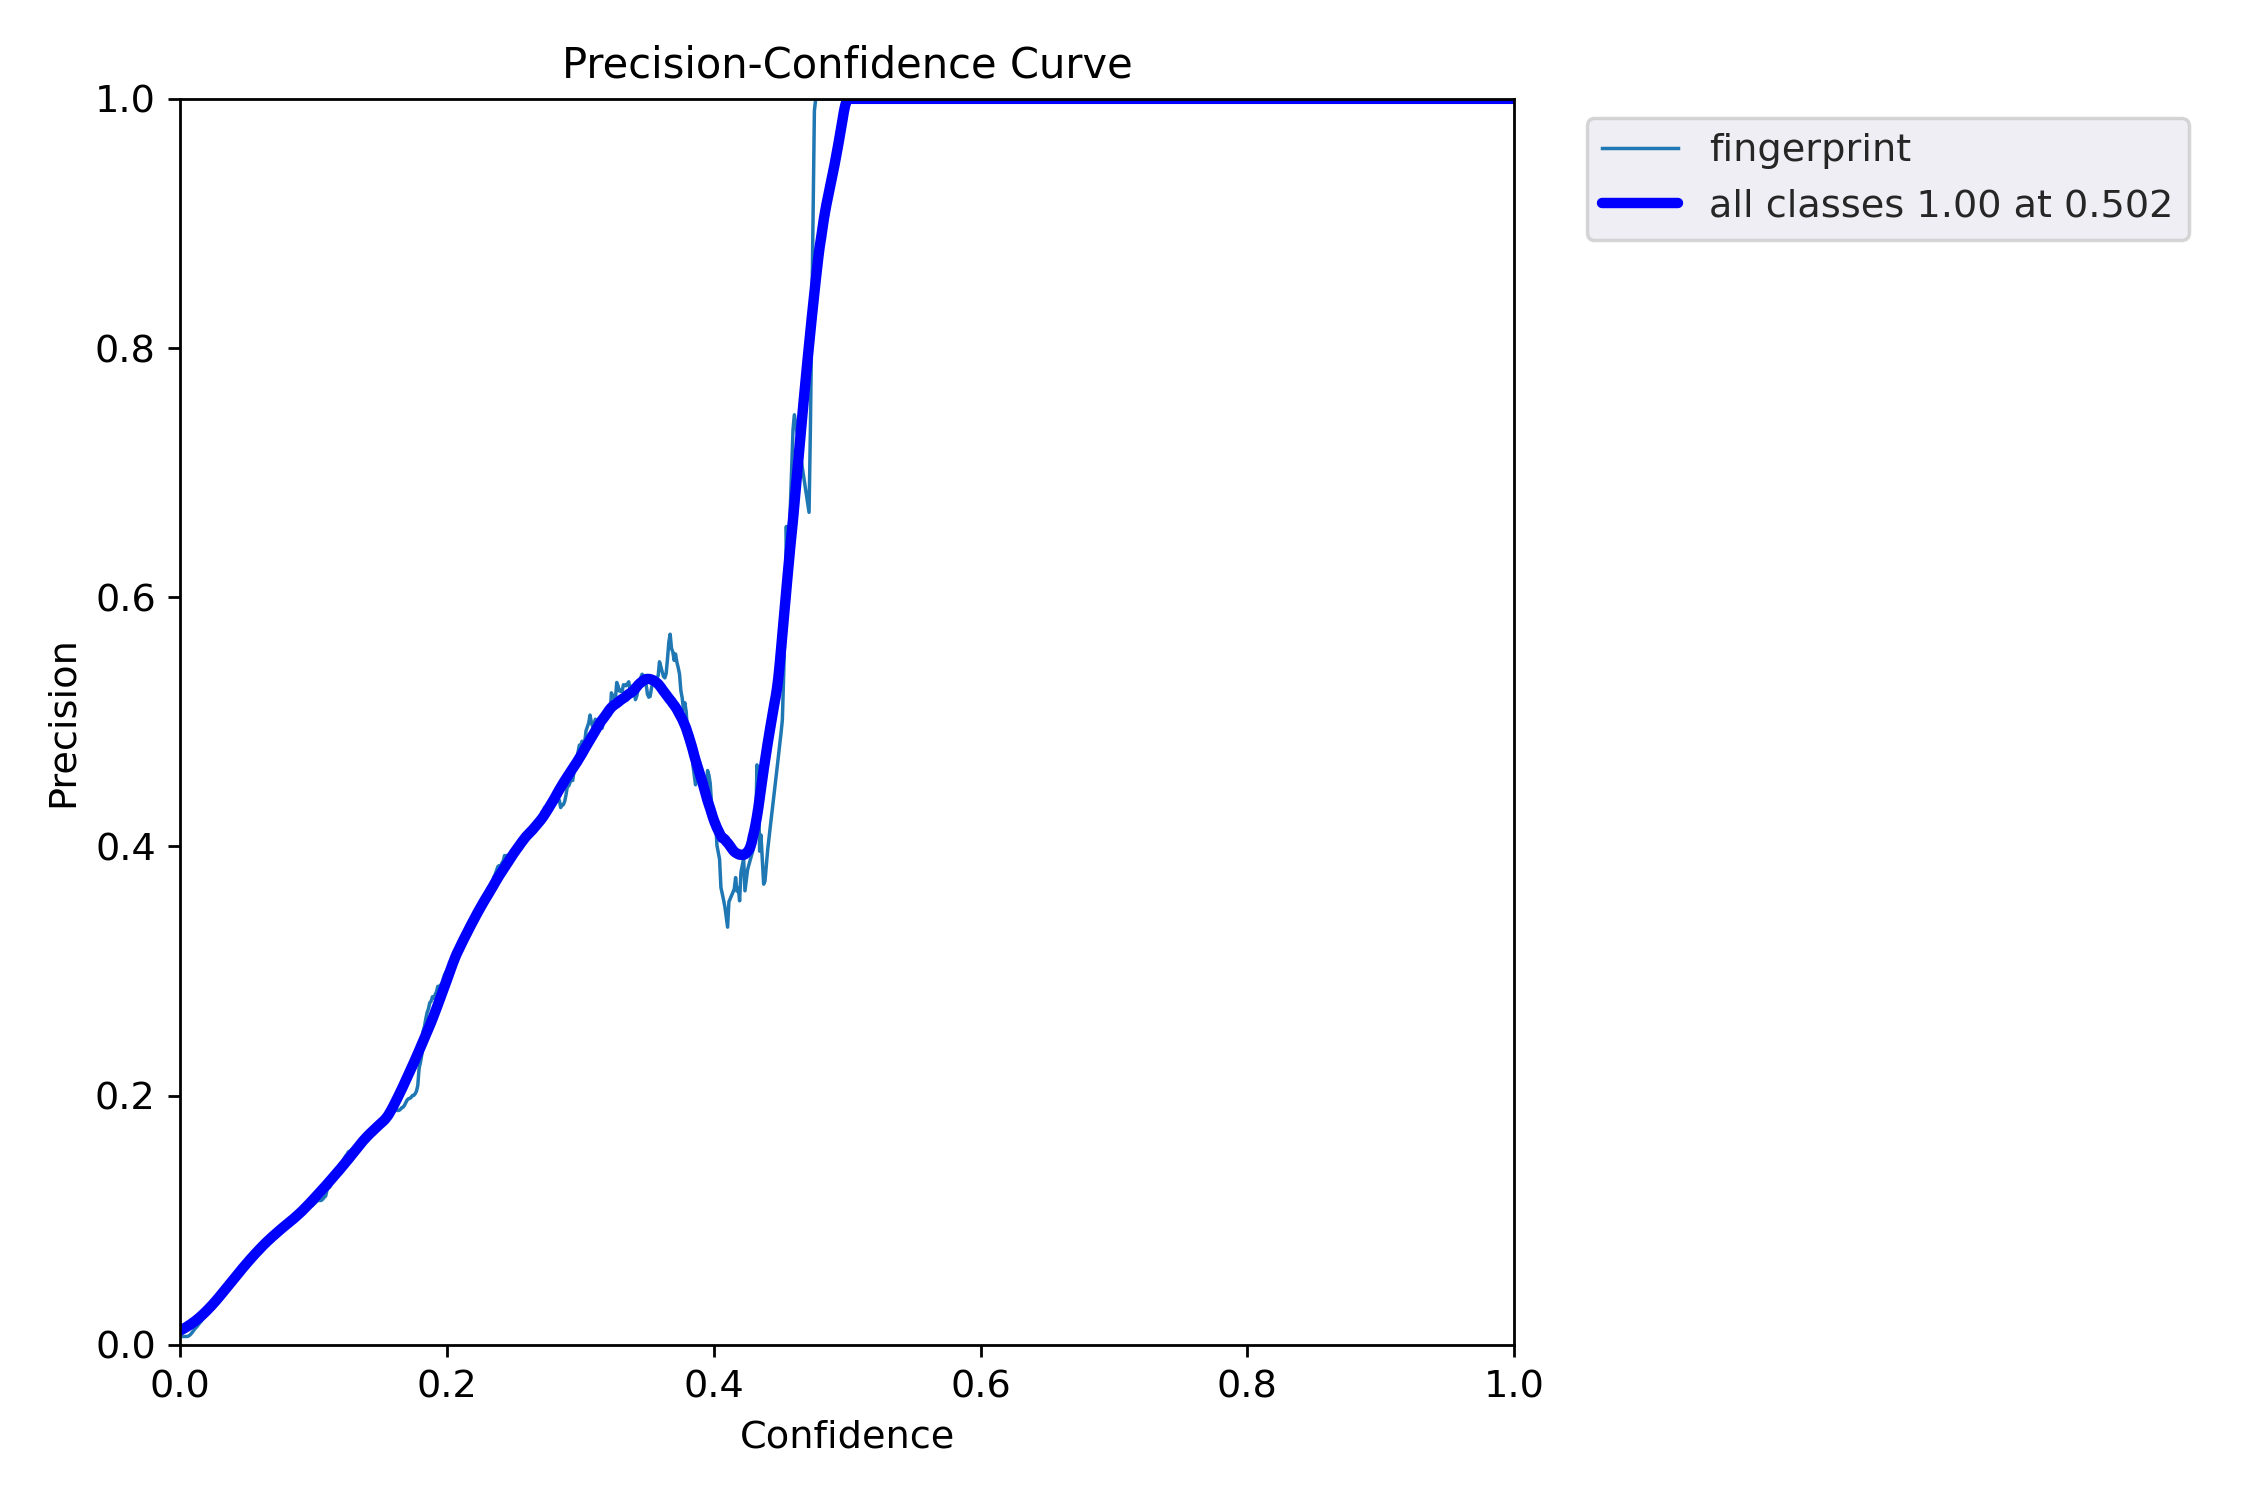 Precision-Confidence Curve
fingerprint
all classes 1.00 at 0.502
1.0
0.8
0.6
0.4
0.2
0.0
Precision
0.0 0.2 0.4 0.6 0.8 1.0
Confidence